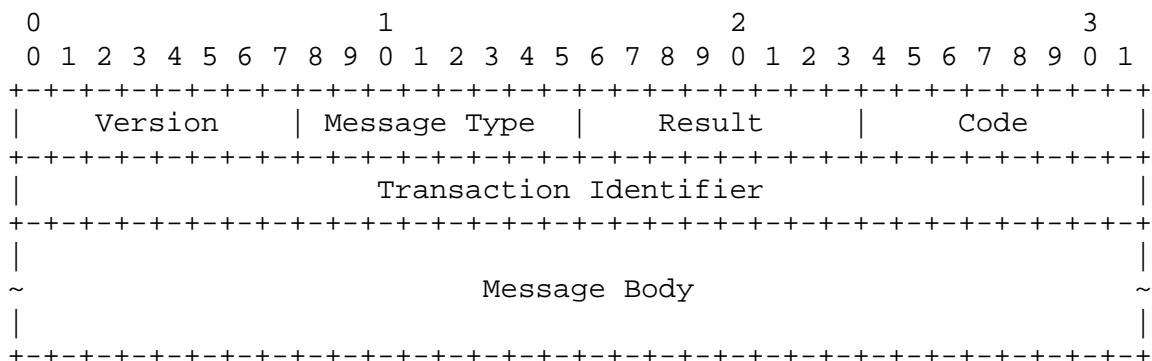 0                   1                   2                   3
 0 1 2 3 4 5 6 7 8 9 0 1 2 3 4 5 6 7 8 9 0 1 2 3 4 5 6 7 8 9 0 1
+-+-+-+-+-+-+-+-+-+-+-+-+-+-+-+-+-+-+-+-+-+-+-+-+-+-+-+-+-+-+-+-+
|    Version    | Message Type  |    Result     |     Code      |
+-+-+-+-+-+-+-+-+-+-+-+-+-+-+-+-+-+-+-+-+-+-+-+-+-+-+-+-+-+-+-+-+
|                    Transaction Identifier                     |
+-+-+-+-+-+-+-+-+-+-+-+-+-+-+-+-+-+-+-+-+-+-+-+-+-+-+-+-+-+-+-+-+
|                                                               |
~                          Message Body                         ~
|                                                               |
+-+-+-+-+-+-+-+-+-+-+-+-+-+-+-+-+-+-+-+-+-+-+-+-+-+-+-+-+-+-+-+-+